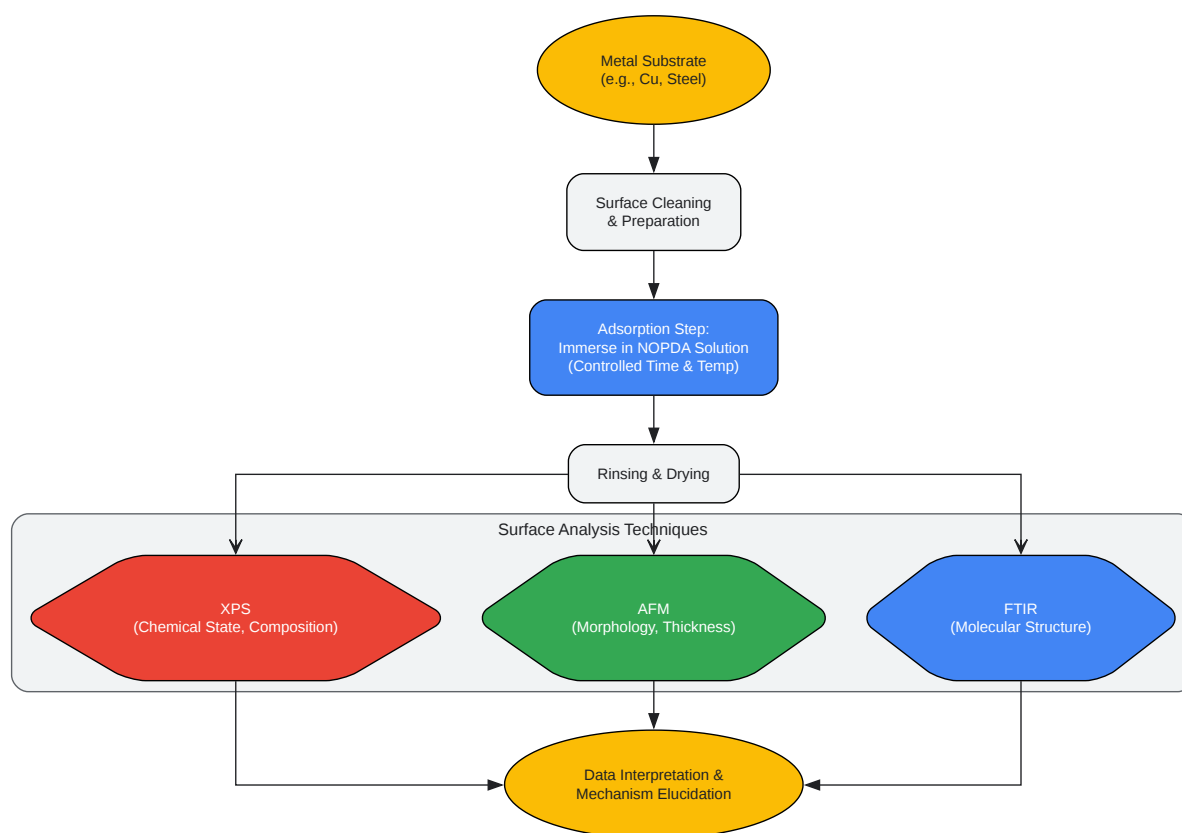 Metal Substrate
(e.g., Cu, Steel)
Surface Cleaning
& Preparation
Adsorption Step:
Immerse in NOPDA Solution
(Controlled Time & Temp)
Rinsing & Drying
Surface Analysis Techniques
XPS
(Chemical State, Composition)
AFM
(Morphology, Thickness)
FTIR
(Molecular Structure)
Data Interpretation &
Mechanism Elucidation